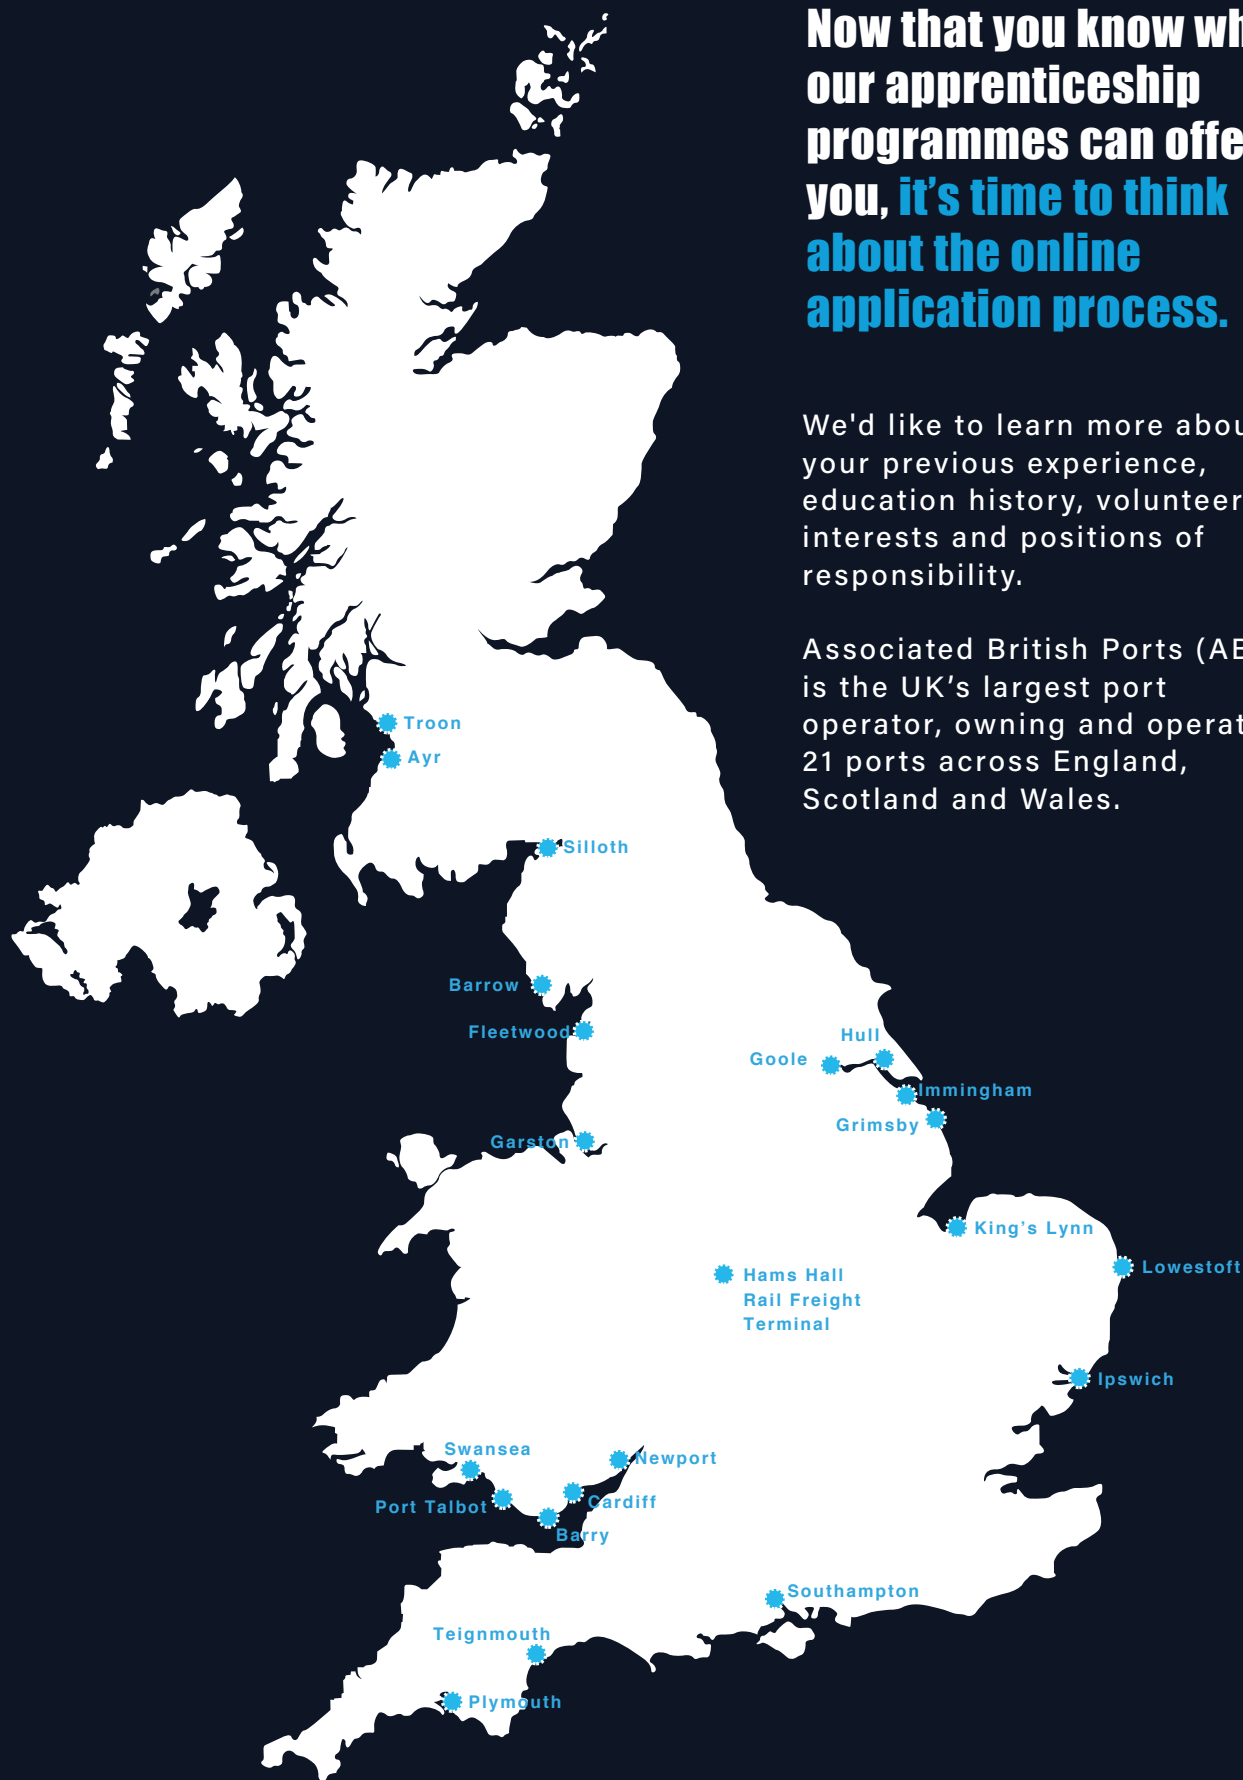 Now that you know wh
our apprenticeship
programmes can offe
you, it’s time to think
about the online
application process.
We'd like to learn more abou
your previous experience,
education history, volunteer
interests and positions of
responsibility.
Associated British Ports (AB
is the UK’s largest port
operator, owning and operat
21 ports across England,
Scotland and Wales.
Troon
Ayr
Silloth
Barrow
Fleetwood
Hull
Goole
Immingham
Grimsby
Garston
King’s Lynn
Lowestoft
Hams Hall
Rail Freight
Terminal
Ipswich
Swansea
Newport
Port Talbot
Cardiff
Barry
Southampton
Teignmouth
Plymouth